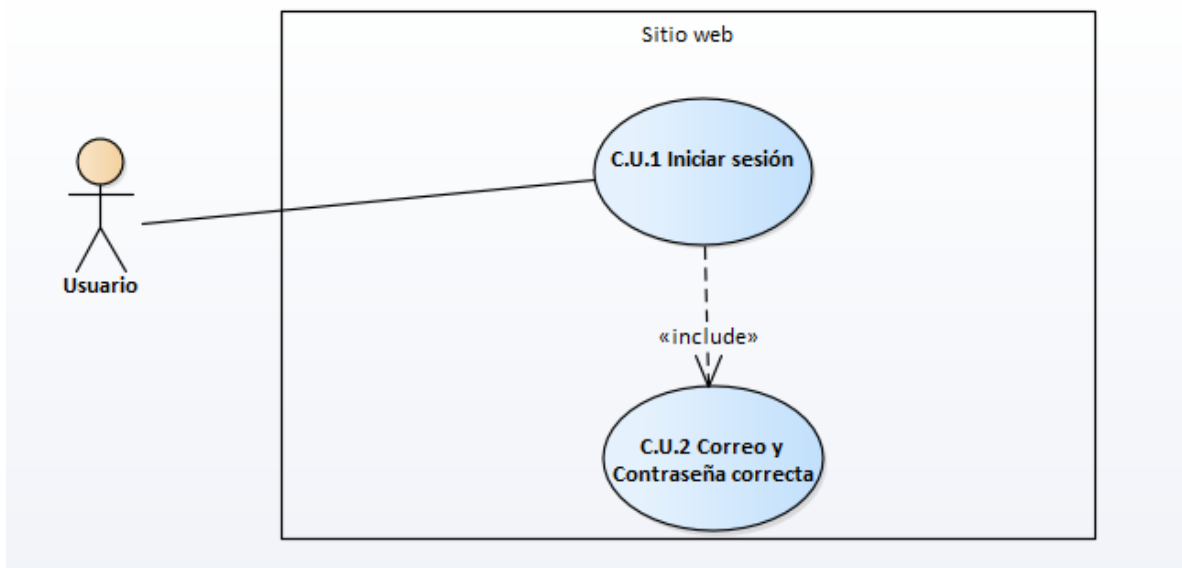 Sitio web
C.U.1 Iniciar sesión
Usuario
«include»
C.U.2 Correo y
Contraseña correcta